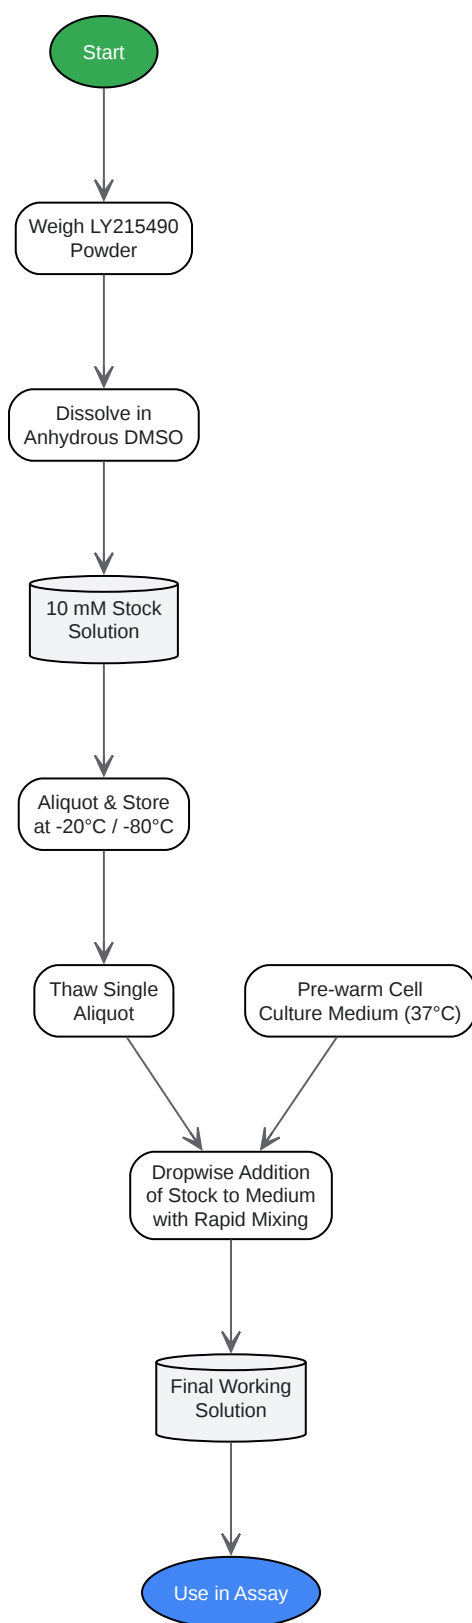 Start
Weigh LY215490
Powder
Dissolve in
Anhydrous DMSO
10 mM Stock
Solution
Aliquot & Store
at -20°C / -80°C
Thaw Single
Aliquot
Pre-warm Cell
Culture Medium (37°C)
Dropwise Addition
of Stock to Medium
with Rapid Mixing
Final Working
Solution
Use in Assay